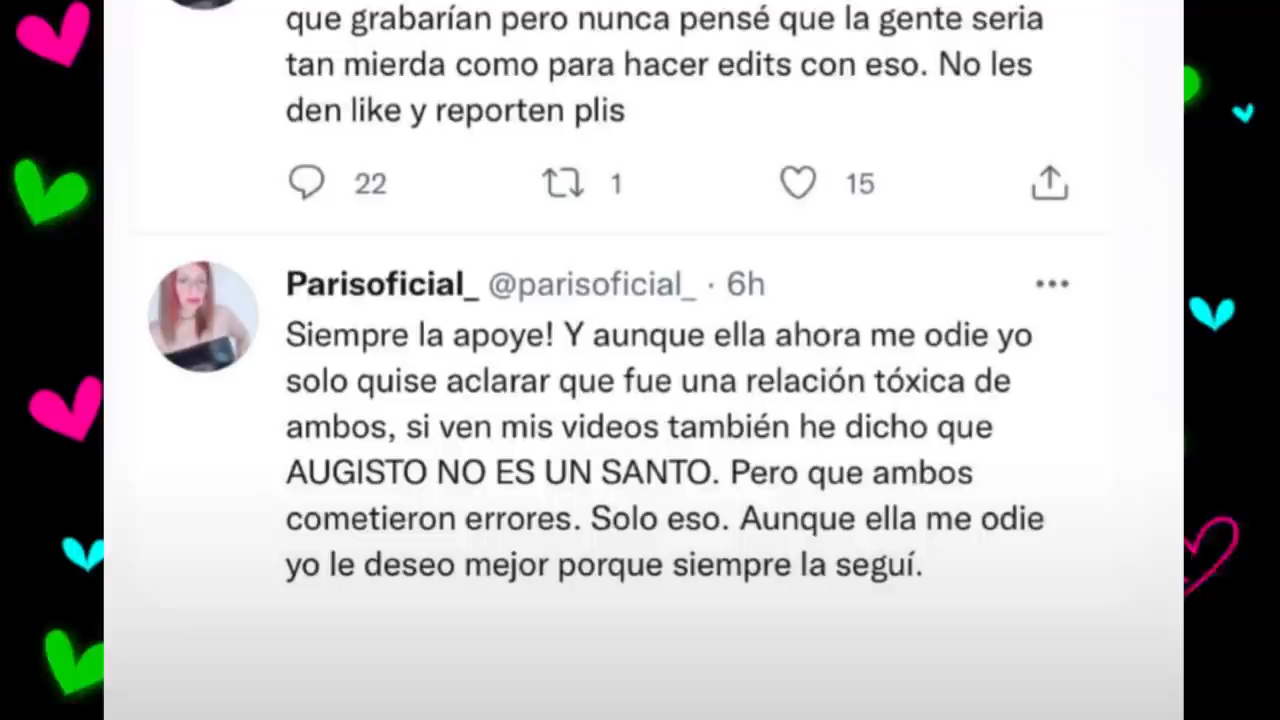 que grabarían pero nunca pensé que la gente seria
tan mierda como para hacer edits con eso. No les
den like y reporten plis
22 1 15
Parisoficial_ @parisoficial_ · 6h
Siempre la apoye! Y aunque ella ahora me odie yo
solo quise aclarar que fue una relación tóxica de
ambos, si ven mis videos también he dicho que
AUGISTO NO ES UN SANTO. Pero que ambos
cometieron errores. Solo eso. Aunque ella me odie
yo le deseo mejor porque siempre la seguí.